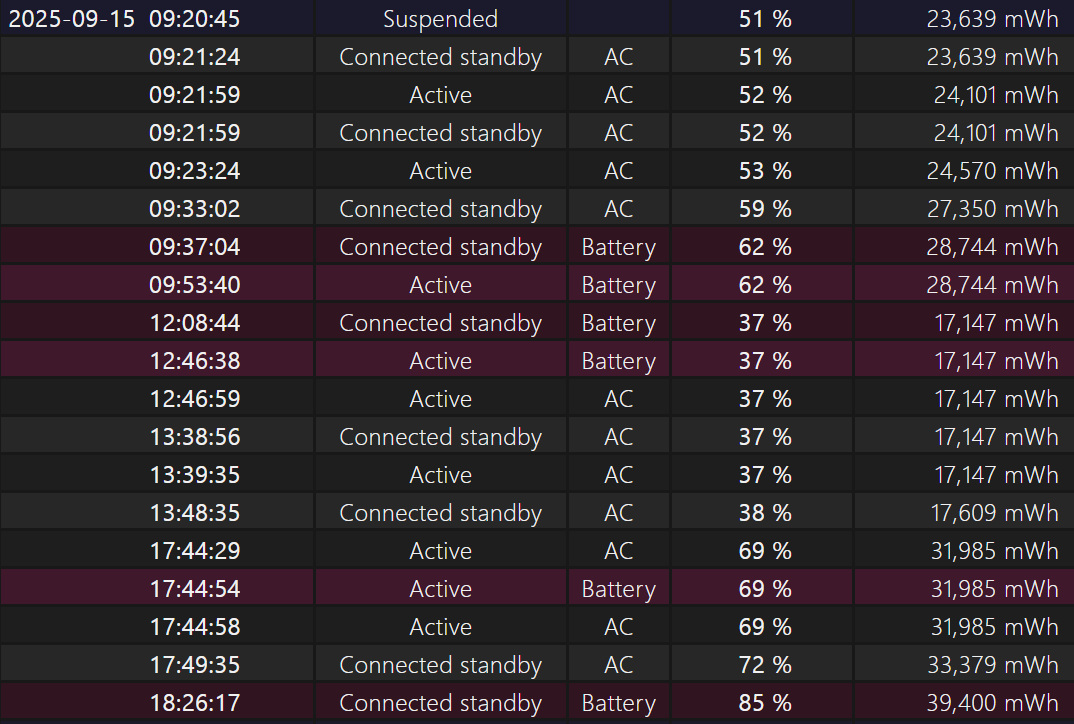 2025-09-15 09:20:45 Suspended 51 % 23,639 mWh
09:21:24 Connected standby AC 51 % 23,639 mWh
09:21:59 Active AC 52 % 24,101 mWh
09:21:59 Connected standby AC 52 % 24,101 mWh
09:23:24 Active AC 53 % 24,570 mWh
09:33:02 Connected standby AC 59 % 27,350 mWh
09:37:04 Connected standby Battery 62 % 28,744 mWh
09:53:40 Active Battery 62 % 28,744 mWh
12:08:44 Connected standby Battery 37 % 17,147 mWh
12:46:38 Active Battery 37 % 17,147 mWh
12:46:59 Active AC 37 % 17,147 mWh
13:38:56 Connected standby AC 37 % 17,147 mWh
13:39:35 Active AC 37 % 17,147 mWh
13:48:35 Connected standby AC 38 % 17,609 mWh
17:44:29 Active AC 69 % 31,985 mWh
17:44:54 Active Battery 69 % 31,985 mWh
17:44:58 Active AC 69 % 31,985 mWh
17:49:35 Connected standby AC 72 % 33,379 mWh
18:26:17 Connected standby Battery 85 % 39,400 mWh